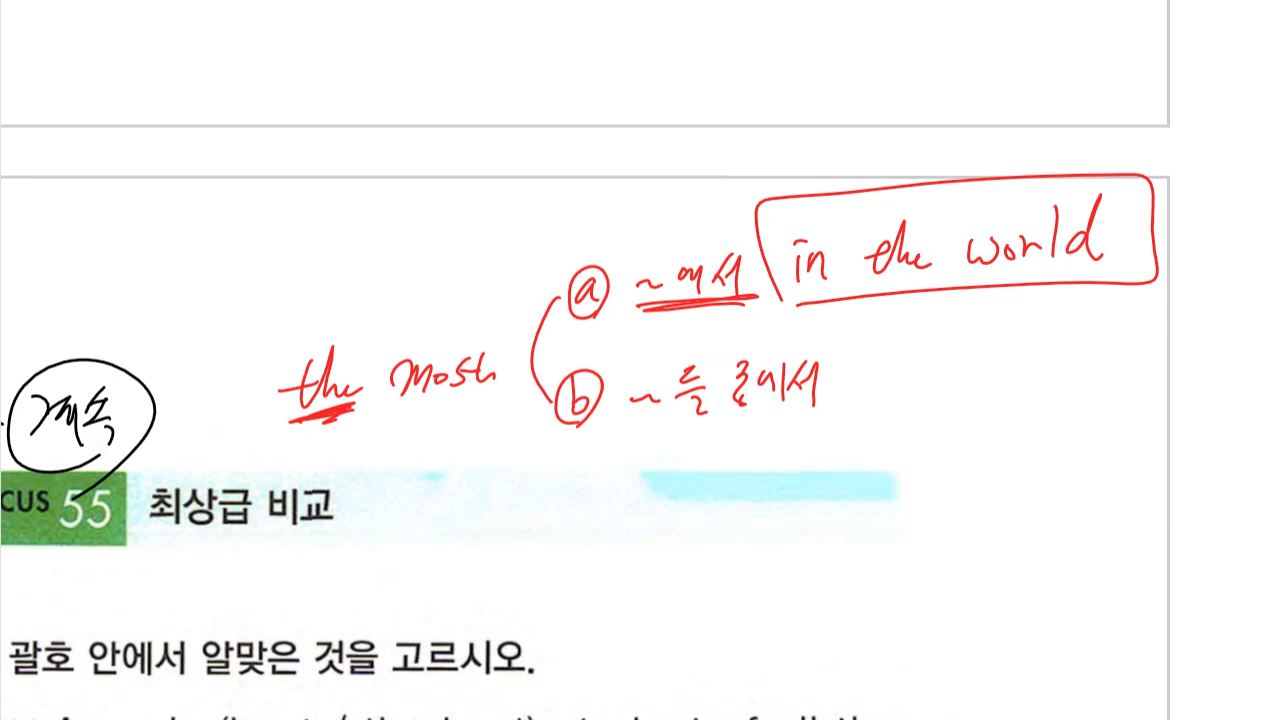 ⓐ ~에서 in the world
the most
ⓑ ~들 중에서
계속
CUS 55 최상급 비교
괄호 안에서 알맞은 것을 고르시오.